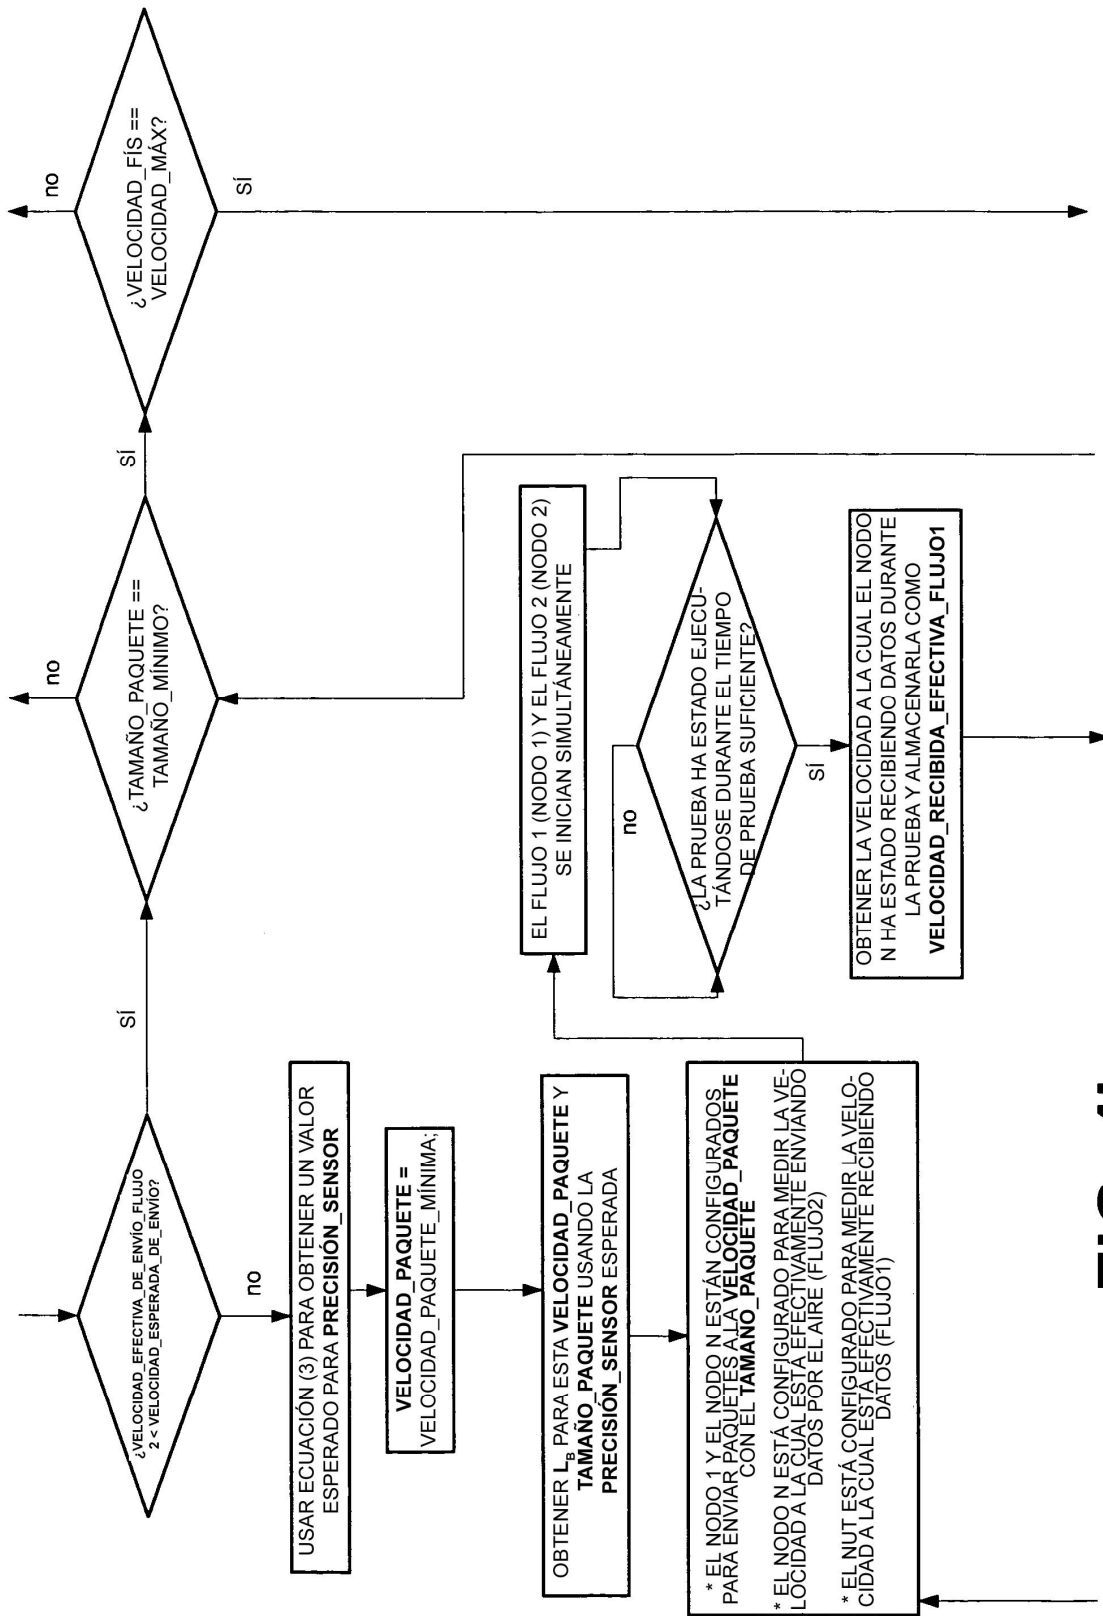 ¿VELOCIDAD_EFECTIVA_DE_ENVÍO_FLUJO
2 < VELOCIDAD_ESPERADA_DE_ENVÍO?
SÍ
no
¿TAMAÑO_PAQUETE ==
TAMAÑO_MÍNIMO?
no
SÍ
¿VELOCIDAD_FÍS ==
VELOCIDAD_MÁX?
no
SÍ
USAR ECUACIÓN (3) PARA OBTENER UN VALOR
ESPERADO PARA PRECISIÓN_SENSOR
VELOCIDAD_PAQUETE =
VELOCIDAD_PAQUETE_MÍNIMA;
OBTENER L_B PARA ESTA VELOCIDAD_PAQUETE Y
TAMAÑO_PAQUETE USANDO LA
PRECISIÓN_SENSOR ESPERADA
* EL NODO 1 Y EL NODO N ESTÁN CONFIGURADOS
PARA ENVIAR PAQUETES A LA VELOCIDAD_PAQUETE
CON EL TAMANO_PAQUETE
* EL NODO N ESTÁ CONFIGURADO PARA MEDIR LA VE-
LOCIDAD A LA CUAL ESTÁ EFECTIVAMENTE ENVIANDO
DATOS POR EL AIRE (FLUJO2)
* EL NUT ESTÁ CONFIGURADO PARA MEDIR LA VELO-
CIDAD A LA CUAL ESTÁ EFECTIVAMENTE RECIBIENDO
DATOS (FLUJO1)
EL FLUJO 1 (NODO 1) Y EL FLUJO 2 (NODO 2)
SE INICIAN SIMULTÁNEAMENTE
¿LA PRUEBA HA ESTADO EJECU-
TÁNDOSE DURANTE EL TIEMPO
DE PRUEBA SUFICIENTE?
no
SÍ
OBTENER LA VELOCIDAD A LA CUAL EL NODO
N HA ESTADO RECIBIENDO DATOS DURANTE
LA PRUEBA Y ALMACENARLA COMO
VELOCIDAD_RECIBIDA_EFECTIVA_FLUJO1